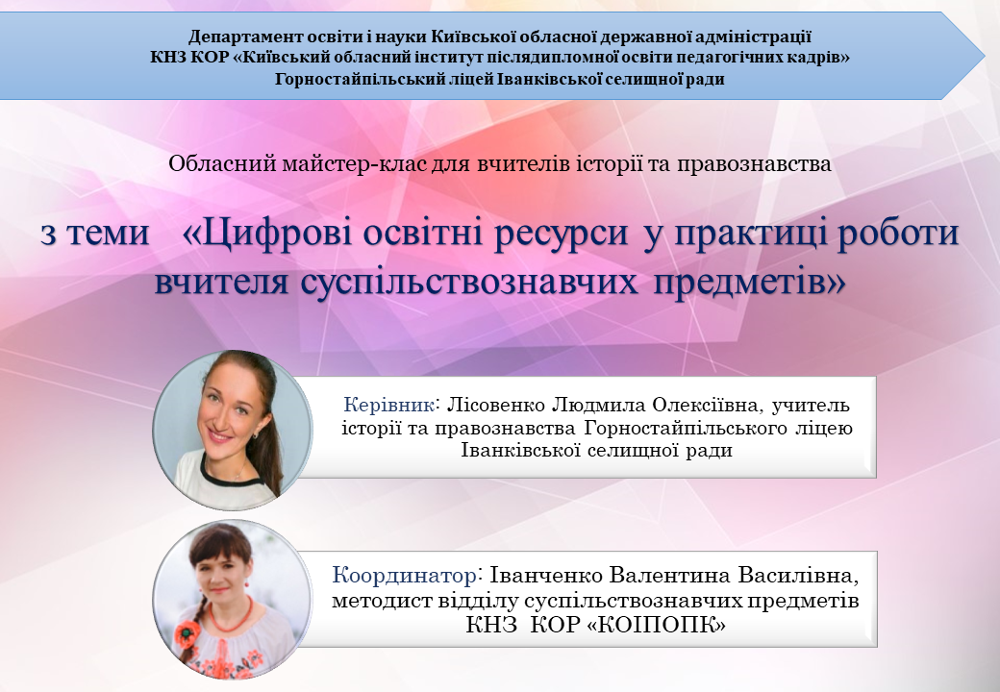 Департамент освіти і науки Київської обласної державної адміністрації
КНЗ КОР «Київський обласний інститут післядипломної освіти педагогічних кадрів»
Горностайпільський ліцей Іванківської селищної ради
Обласний майстер-клас для вчителів історії та правознавства
з теми «Цифрові освітні ресурси у практиці роботи
вчителя суспільствознавчих предметів»
Керівник: Лісовенко Людмила Олексіївна, учитель
історії та правознавства Горностайпільського ліцею
Іванківської селищної ради
Координатор: Іванченко Валентина Василівна,
методист відділу суспільствознавчих предметів
КНЗ КОР «КОІПОПК»